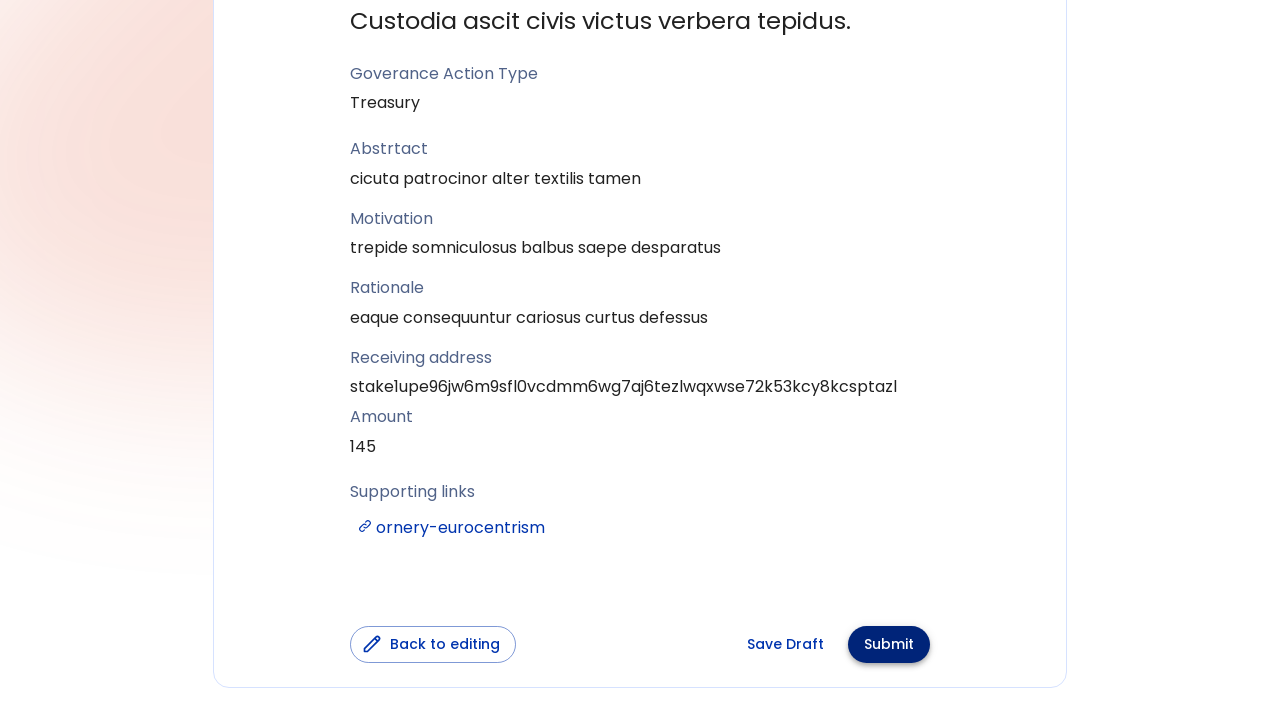 Custodia ascit civis victus verbera tepidus.
Goverance Action Type
Treasury
Abstrtact
cicuta patrocinor alter textilis tamen
Motivation
trepide somniculosus balbus saepe desparatus
Rationale
eaque consequuntur cariosus curtus defessus
Receiving address
stake1upe96jw6m9sfl0vcdmm6wg7aj6tezlwqxwse72k53kcy8kcsptazl
Amount
145
Supporting links
ornery-eurocentrism
Back to editing
Save Draft
Submit